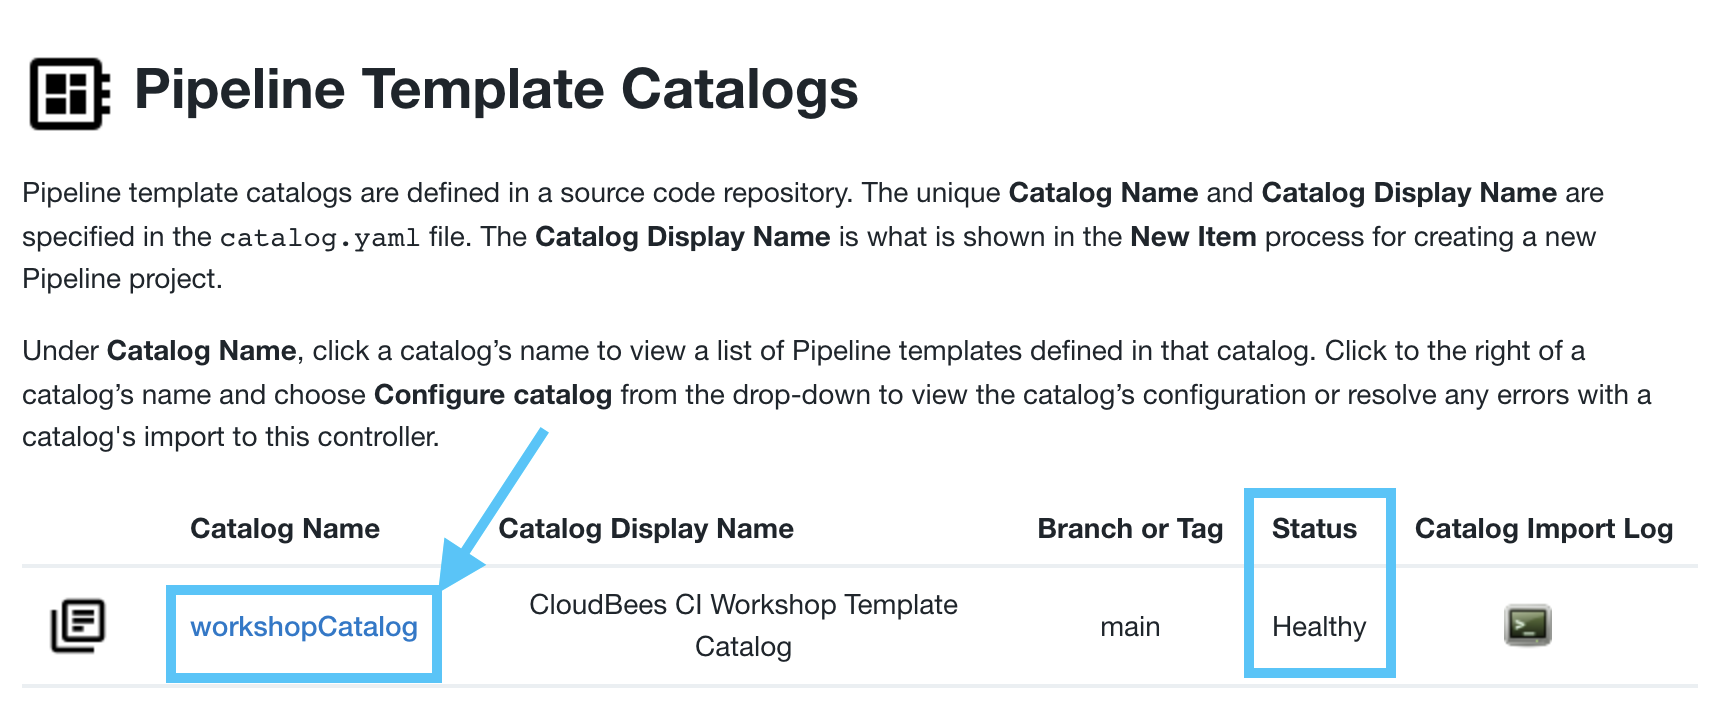 Pipeline Template Catalogs
Pipeline template catalogs are defined in a source code repository. The unique Catalog Name and Catalog Display Name are
specified in the catalog.yaml file. The Catalog Display Name is what is shown in the New Item process for creating a new
Pipeline project.
Under Catalog Name, click a catalog’s name to view a list of Pipeline templates defined in that catalog. Click to the right of a
catalog’s name and choose Configure catalog from the drop-down to view the catalog’s configuration or resolve any errors with a
catalog's import to this controller.
Catalog Name Catalog Display Name Branch or Tag Status Catalog Import Log
workshopCatalog CloudBees CI Workshop Template Catalog main Healthy